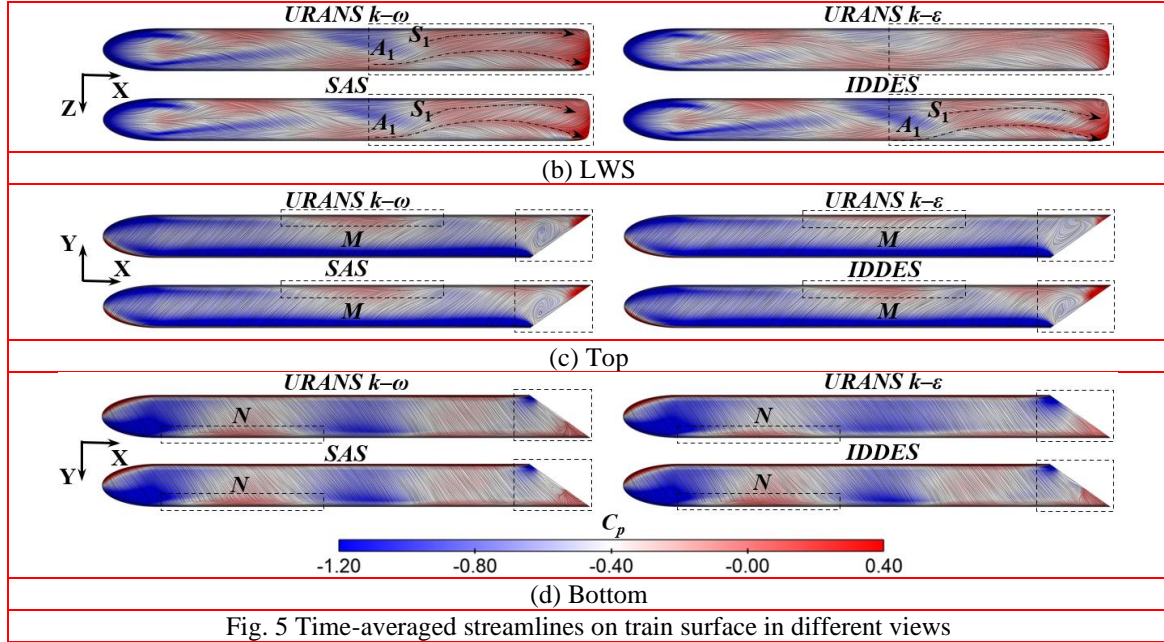 URANS k–ω URANS k–ε
S₁
A₁
X
SAS IDDES
Z
S₁ S₁
A₁ A₁
(b) LWS
URANS k–ω URANS k–ε
Y
M M
X
SAS IDDES
M M
(c) Top
URANS k–ω URANS k–ε
N N
X
SAS IDDES
Y
N N
Cₚ
-1.20 -0.80 -0.40 -0.00 0.40
(d) Bottom
Fig. 5 Time-averaged streamlines on train surface in different views